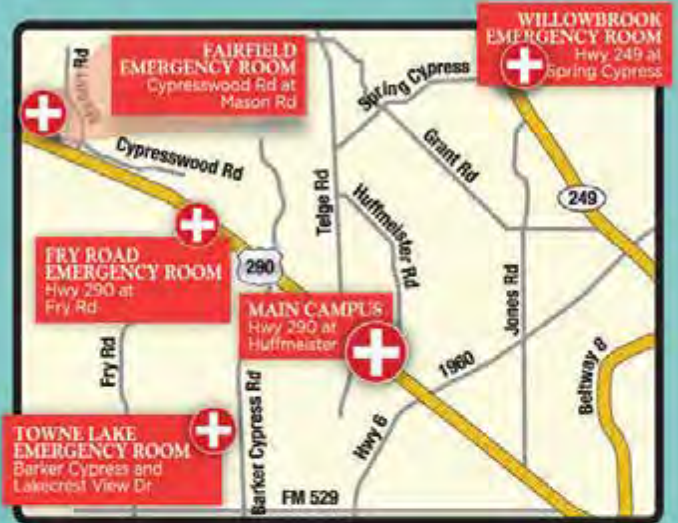 FAIRFIELD
EMERGENCY ROOM
Cypresswood Rd at
Mason Rd
WILLOWBROOK
EMERGENCY ROOM
Hwy 249 at
Spring Cypress
Spring Cypress
Cypresswood Rd
Grant Rd
Telge Rd
Huffmeister Rd
249
FRY ROAD
EMERGENCY ROOM
Hwy 290 at
Fry Rd
290
MAIN CAMPUS
Hwy 290 at
Huffmeister
Jones Rd
1960
Beltway 8
Fry Rd
Barker Cypress Rd
Hwy 6
TOWNE LAKE
EMERGENCY ROOM
Barker Cypress and
Lakecrest View Dr
FM 529